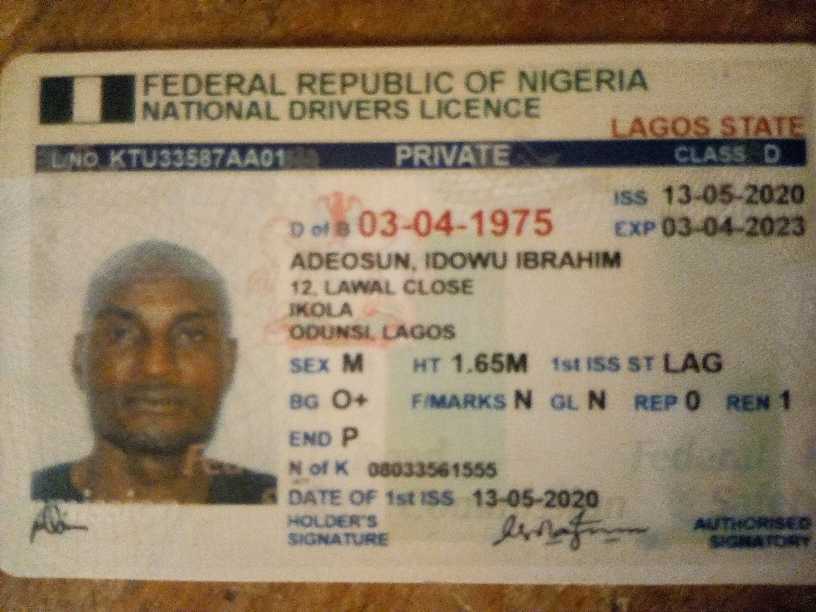 FEDERAL REPUBLIC OF NIGERIA
NATIONAL DRIVERS LICENCE
LAGOS STATE
L/NO KTU33587AA01 PRIVATE CLASS D
ISS 13-05-2020
D of B 03-04-1975 EXP 03-04-2023
ADEOSUN, IDOWU IBRAHIM
12, LAWAL CLOSE
IKOLA
ODUNSI, LAGOS
SEX M HT 1.65M 1st ISS ST LAG
BG O+ F/MARKS N GL N REP 0 REN 1
END P
N of K 08033561555
DATE OF 1st ISS 13-05-2020
HOLDER'S SIGNATURE
AUTHORISED SIGNATORY